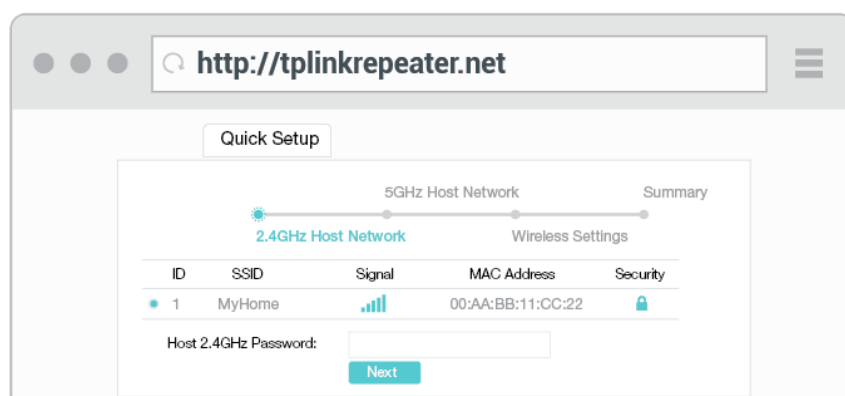 http://tplinkrepeater.net
Quick Setup
5GHz Host Network Summary
2.4GHz Host Network Wireless Settings
ID SSID Signal MAC Address Security
1 MyHome 00:AA:BB:11:CC:22
Host 2.4GHz Password:
Next